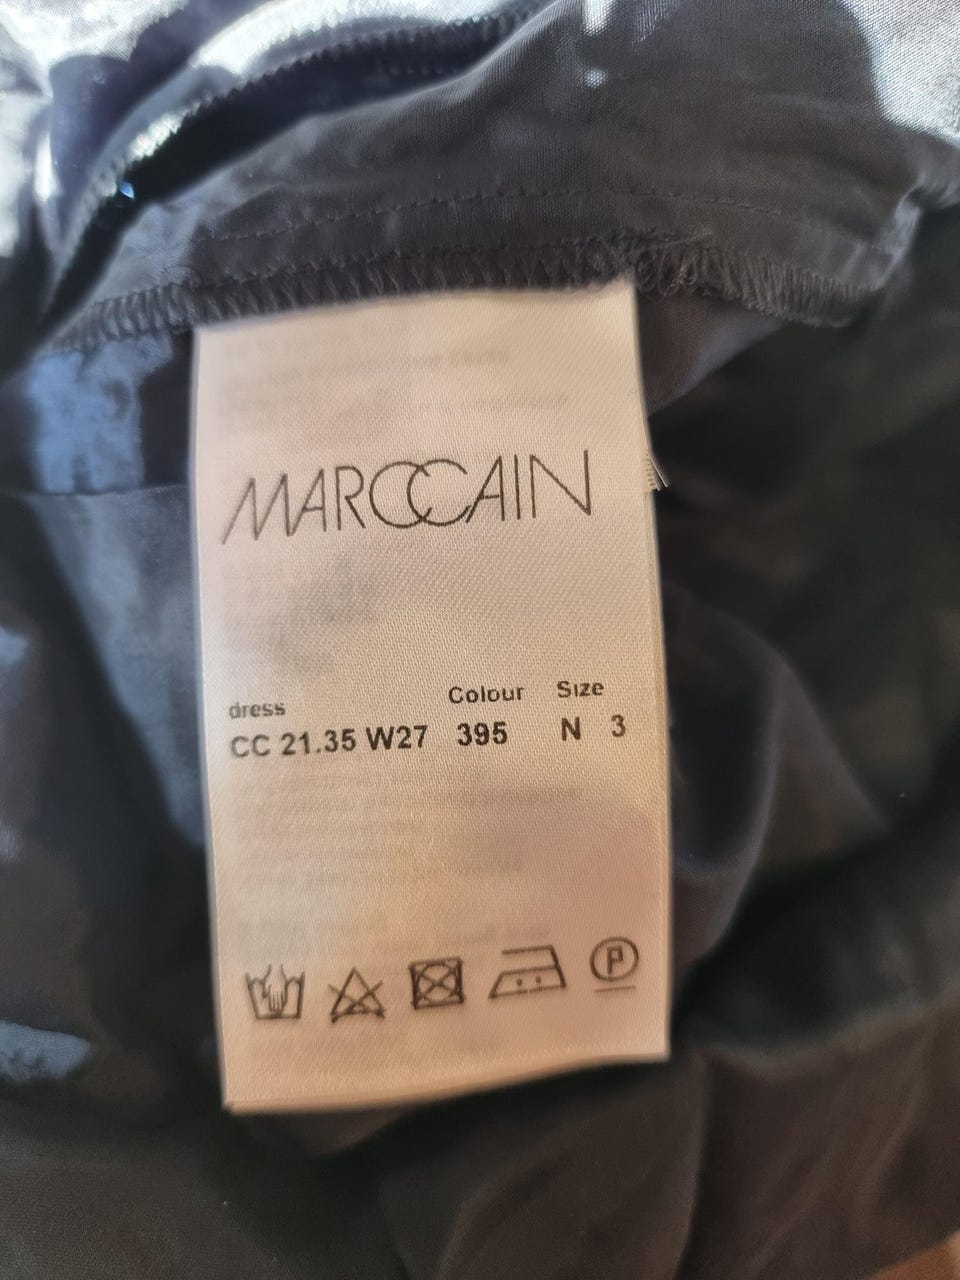 MARCCAIN
dress Colour Size
CC 21.35 W27 395 N 3
P